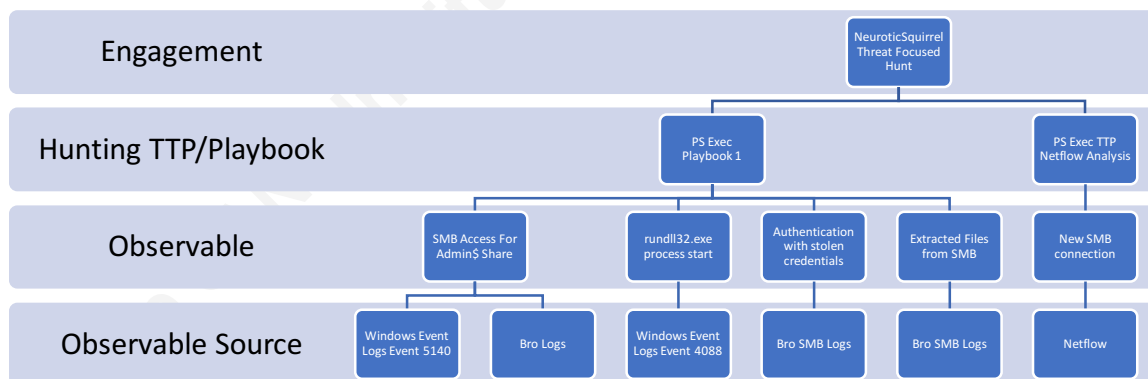 Engagement
NeuroticSquirrel
Threat Focused
Hunt
Hunting TTP/Playbook
PS Exec
Playbook 1
PS Exec TTP
Netflow Analysis
Observable
SMB Access For
Admin$ Share
rundll32.exe
process start
Authentication
with stolen
credentials
Extracted Files
from SMB
New SMB
connection
Observable Source
Windows Event
Logs Event 5140
Bro Logs
Windows Event
Logs Event 4088
Bro SMB Logs
Bro SMB Logs
Netflow